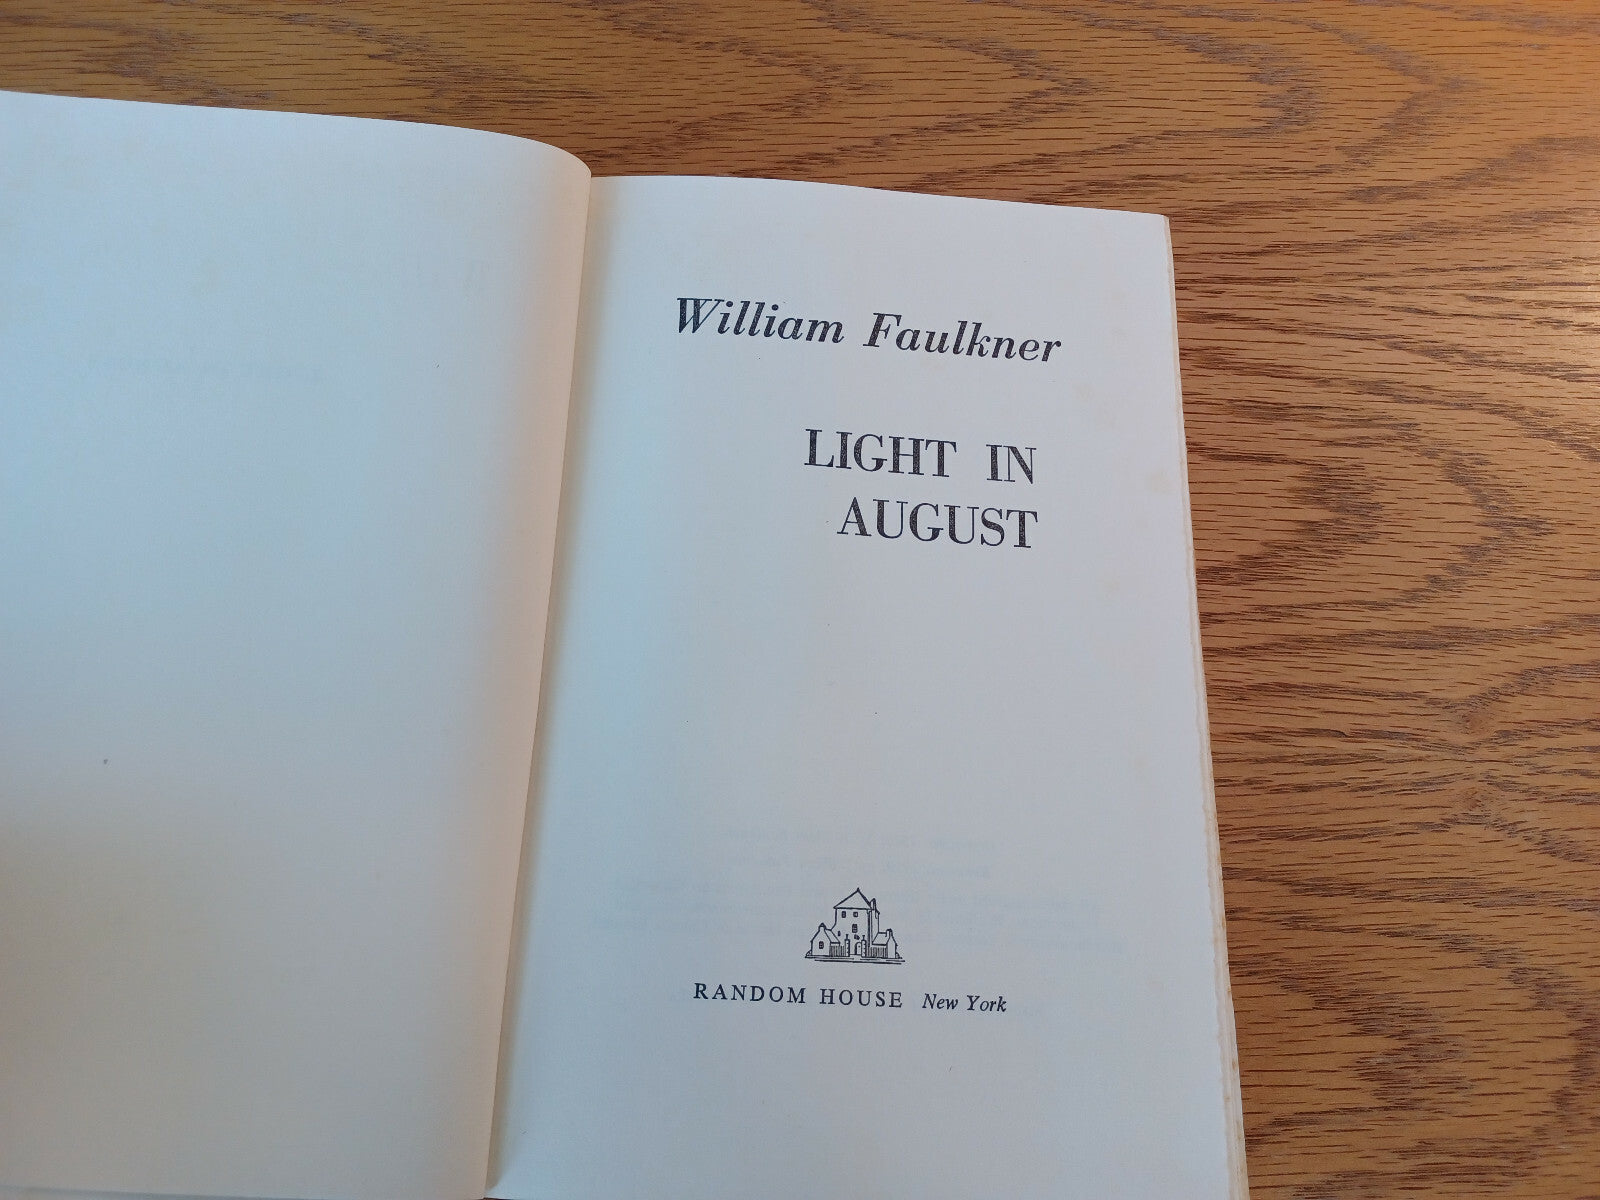 William Faulkner
LIGHT IN
AUGUST
RANDOM HOUSE New York